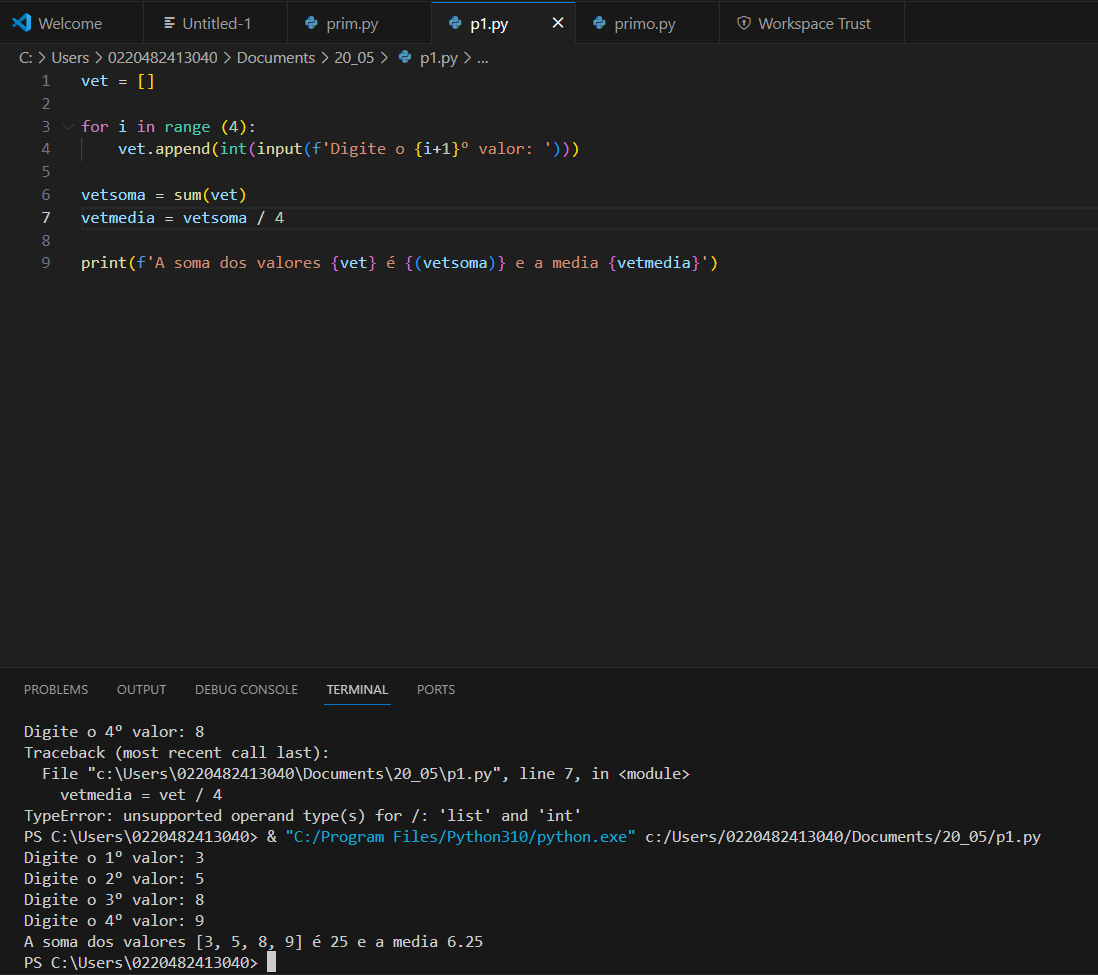 Welcome Untitled-1 prim.py p1.py primo.py Workspace Trust
C: > Users > 0220482413040 > Documents > 20_05 > p1.py > ...
1 vet = []
2
3 for i in range (4):
4     vet.append(int(input(f'Digite o {i+1}º valor: ')))
5
6 vetsoma = sum(vet)
7 vetmedia = vetsoma / 4
8
9 print(f'A soma dos valores {vet} é {(vetsoma)} e a media {vetmedia}')
PROBLEMS OUTPUT DEBUG CONSOLE TERMINAL PORTS
Digite o 4º valor: 8
Traceback (most recent call last):
  File "c:\Users\0220482413040\Documents\20_05\p1.py", line 7, in <module>
    vetmedia = vet / 4
TypeError: unsupported operand type(s) for /: 'list' and 'int'
PS C:\Users\0220482413040> & "C:/Program Files/Python310/python.exe" c:/Users/0220482413040/Documents/20_05/p1.py
Digite o 1º valor: 3
Digite o 2º valor: 5
Digite o 3º valor: 8
Digite o 4º valor: 9
A soma dos valores [3, 5, 8, 9] é 25 e a media 6.25
PS C:\Users\0220482413040>